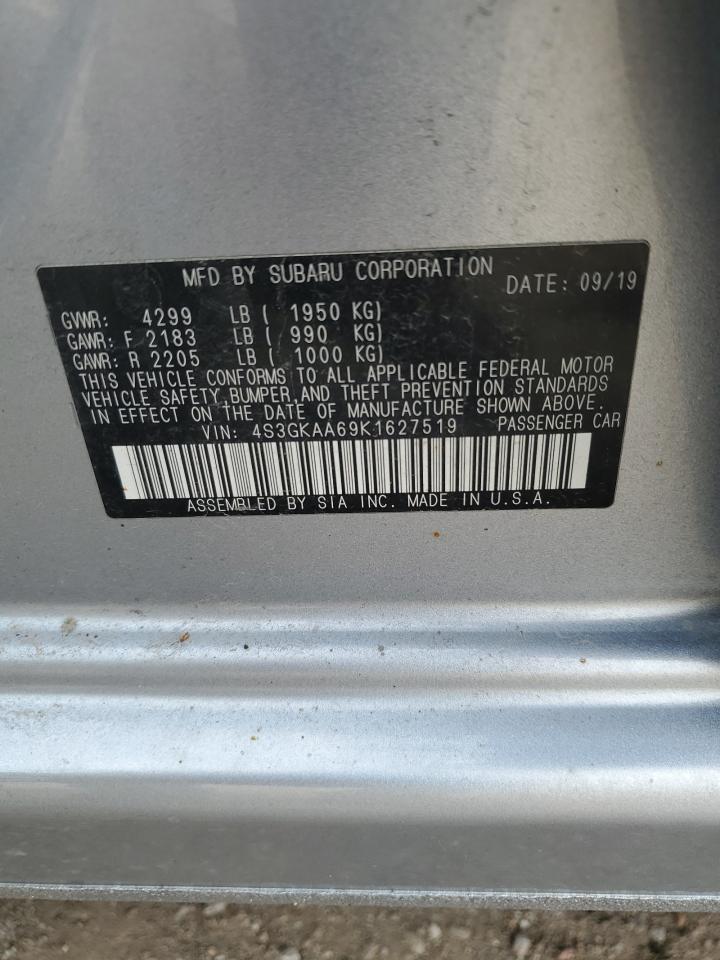 MFD BY SUBARU CORPORATION DATE: 09/19
GVWR: 4299 LB ( 1950 KG)
GAWR: F 2183 LB ( 990 KG)
GAWR: R 2205 LB ( 1000 KG)
THIS VEHICLE CONFORMS TO ALL APPLICABLE FEDERAL MOTOR
VEHICLE SAFETY,BUMPER,AND THEFT PREVENTION STANDARDS
IN EFFECT ON THE DATE OF MANUFACTURE SHOWN ABOVE.
VIN: 4S3GKAA69K1627519 PASSENGER CAR
ASSEMBLED BY SIA INC. MADE IN U.S.A.